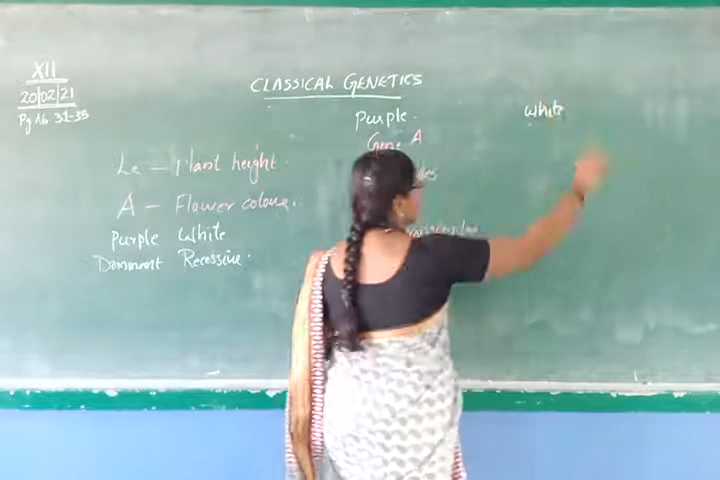 XII
20/02/21
Pg No 31-35
CLASSICAL GENETICS
Purple
White
Gene A
Le — Plant height
A — Flower colour.
Purple White
Dominant Recessive.